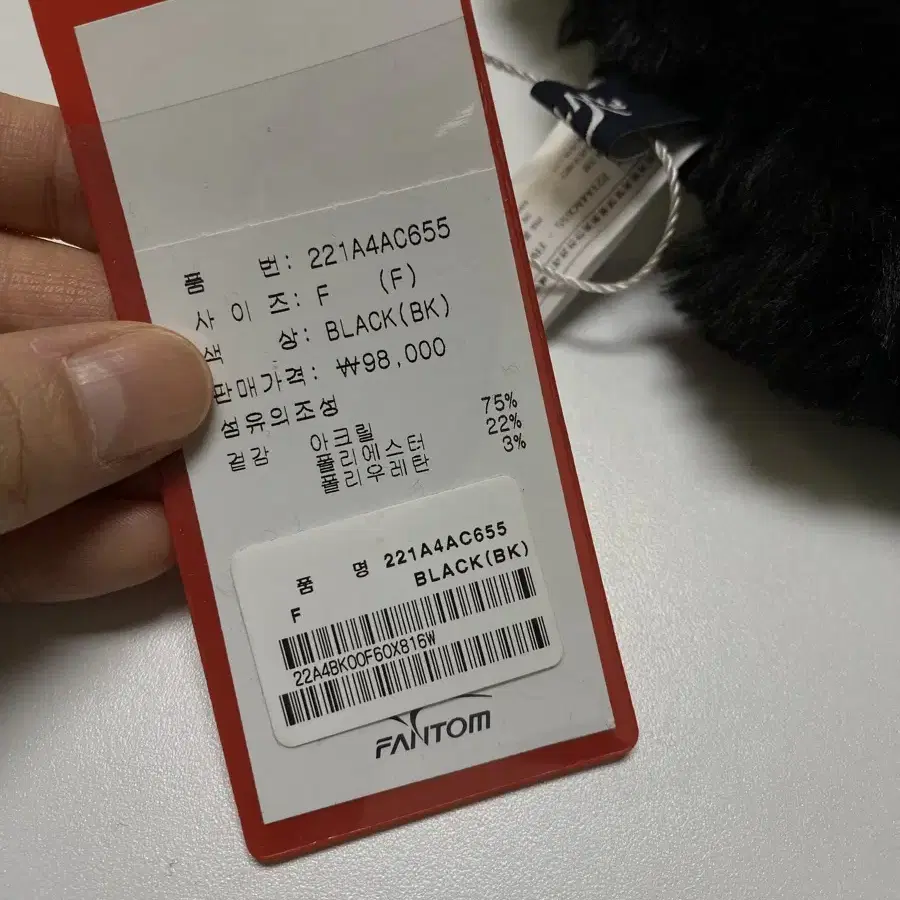 품 번: 221A4AC655
사 이 즈: F (F)
색 상: BLACK(BK)
판매가격: ₩98,000
섬유의조성
겉감 아크릴 75%
폴리에스터 22%
폴리우레탄 3%
품 명 221A4AC655
BLACK(BK)
F
22A4BK00F60X816W
FANTOM